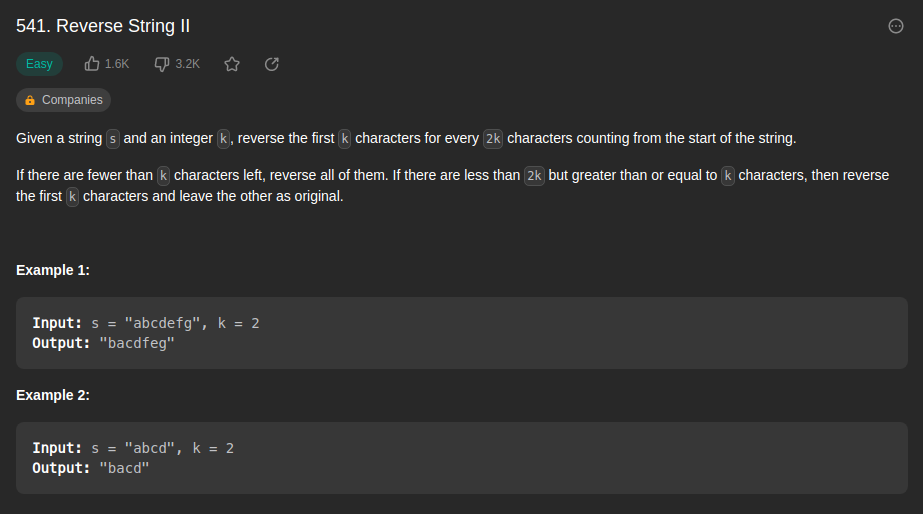 541. Reverse String II
Easy 1.6K 3.2K
Companies
Given a string s and an integer k, reverse the first k characters for every 2k characters counting from the start of the string.
If there are fewer than k characters left, reverse all of them. If there are less than 2k but greater than or equal to k characters, then reverse
the first k characters and leave the other as original.
Example 1:
Input: s = "abcdefg", k = 2
Output: "bacdfeg"
Example 2:
Input: s = "abcd", k = 2
Output: "bacd"